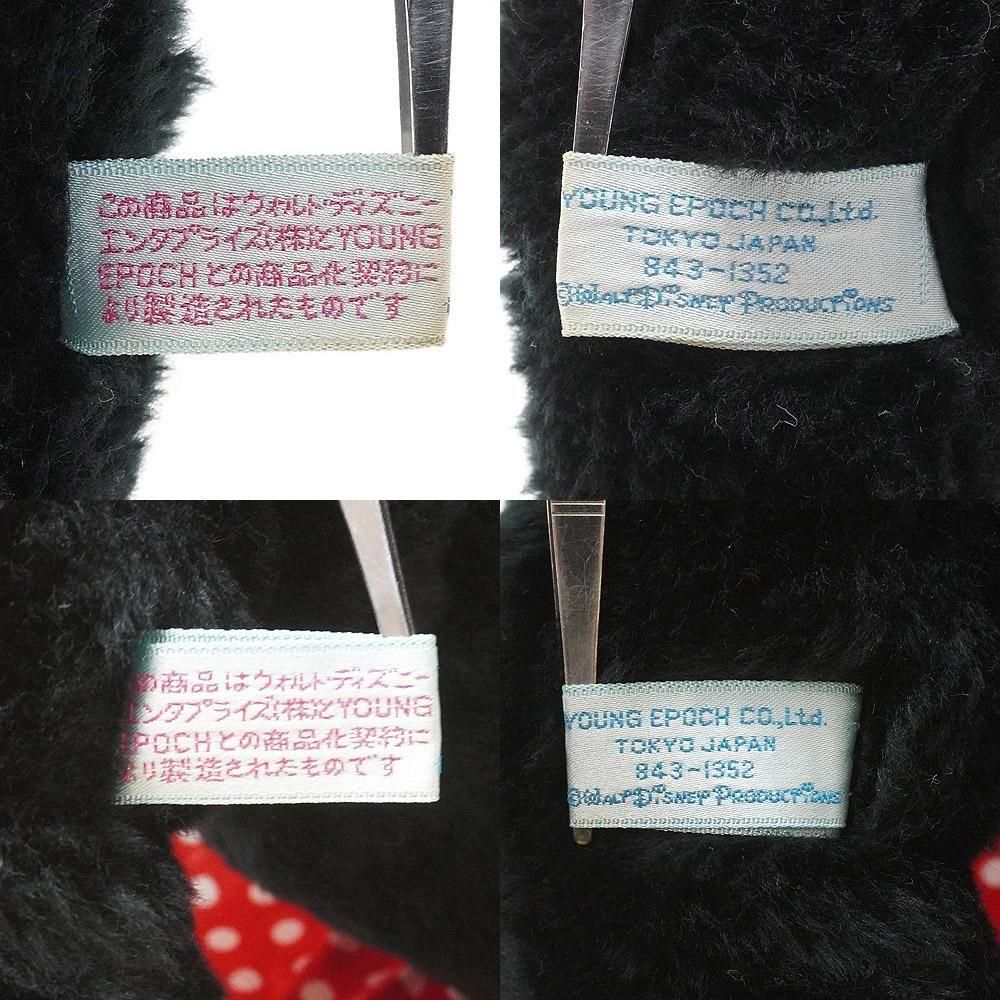 この商品はウォルト・ディズニー
エンタプライズ(株)とYOUNG
EPOCHとの商品化契約に
より製造されたものです
YOUNG EPOCH CO.,Ltd.
TOKYO JAPAN
843-1352
©WALT DISNEY PRODUCTIONS
の商品はウォルト・ディズニー
エンタプライズ(株)とYOUNG
EPOCHとの商品化契約に
より製造されたものです
YOUNG EPOCH CO.,Ltd.
TOKYO JAPAN
843-1352
©WALT DISNEY PRODUCTIONS